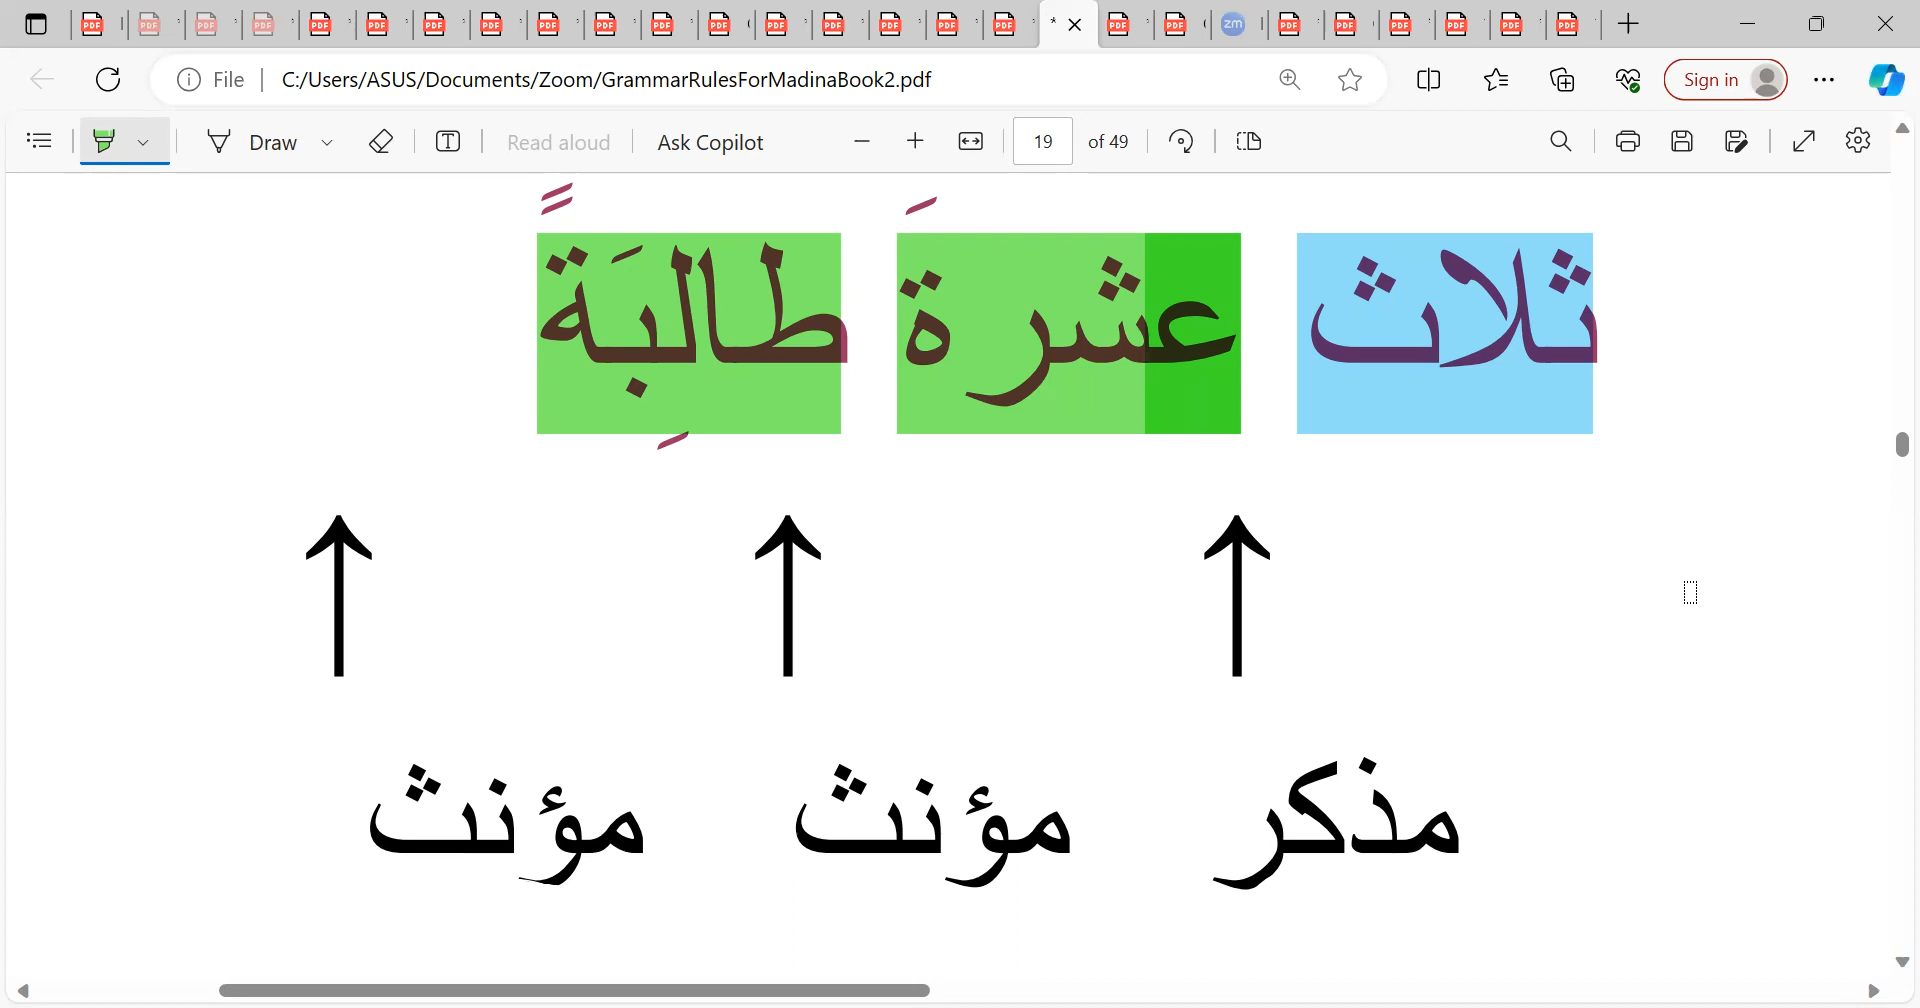 File C:/Users/ASUS/Documents/Zoom/GrammarRulesForMadinaBook2.pdf Sign in
Draw Read aloud Ask Copilot 19 of 49
ثلاث عشرةَ طالِبَةً
مذكر مؤنث مؤنث